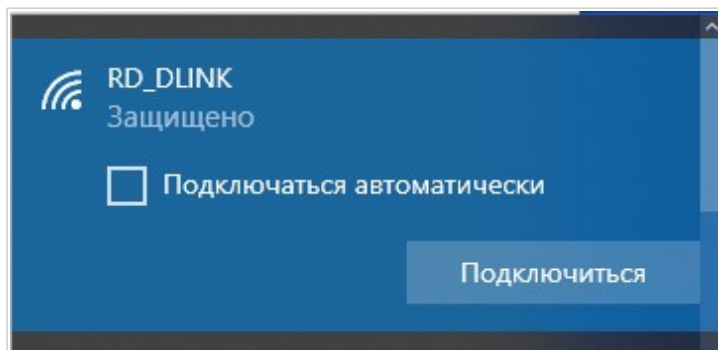 RD_DLINK
Защищено
Подключаться автоматически
Подключиться